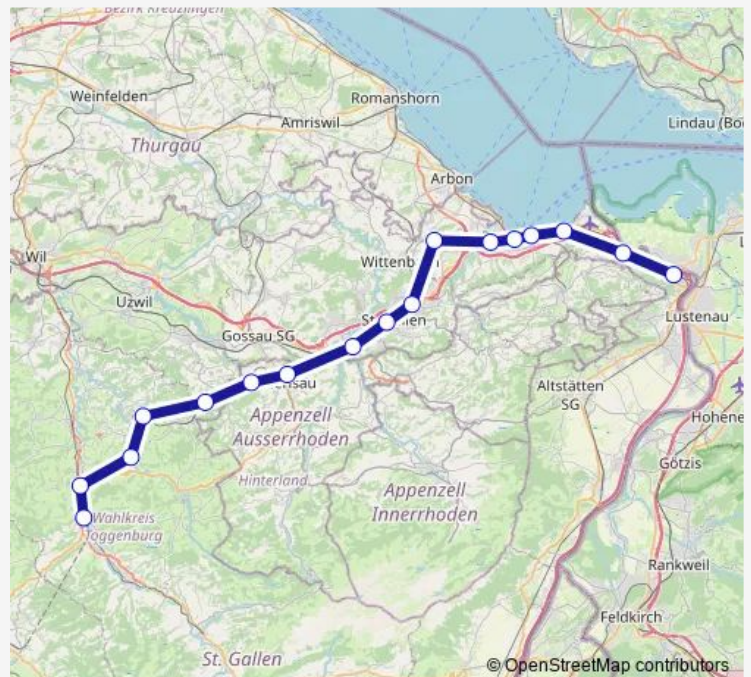 Bezirk Kreuzlingen
Weinfelden
Romanshorn
Amriswil
Lindau (Bo
Thurgau
Arbon
Wil
Wittenb
Uzwil
Lustenau
Gossau SG
Altstätten
SG
Hohene
Appenzell
Ausserrhoden
Götzis
Hinterland
Appenzell
Innerrhoden
Wahlkreis
Toggenburg
Rankweil
Feldkirch
St. Gallen
© OpenStreetMap contributors